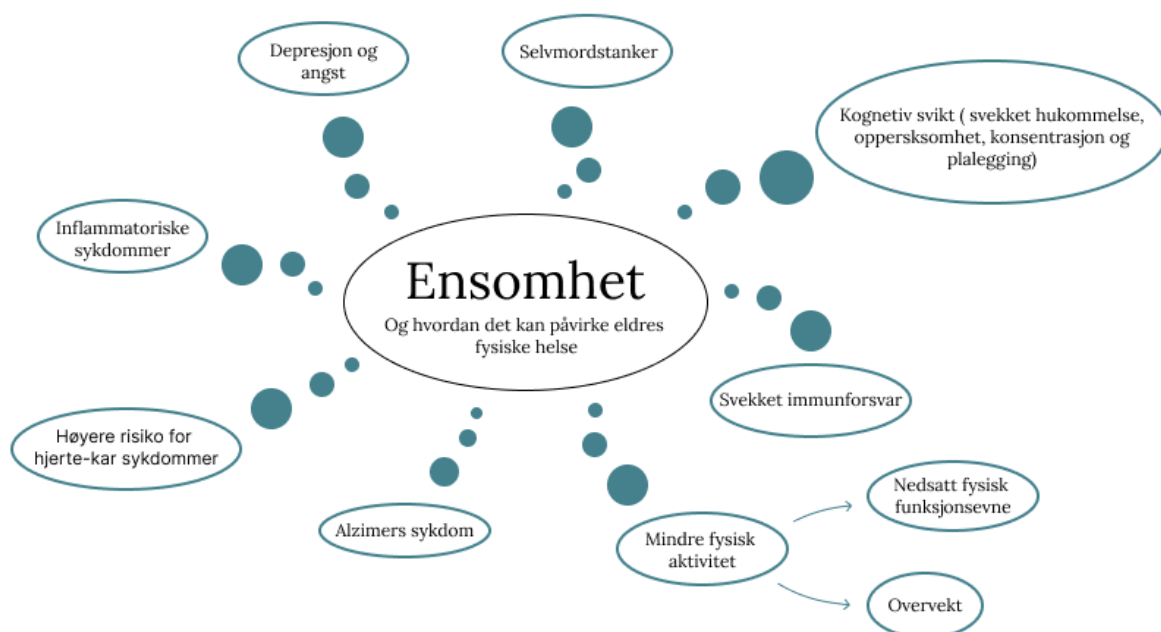 Depresjon og
angst
Selvmordstanker
Kognetiv svikt ( svekket hukommelse,
oppersksomhet, konsentrasjon og
plalegging)
Inflammatoriske
sykdommer
Ensomhet
Og hvordan det kan påvirke eldres
fysiske helse
Svekket immunforsvar
Høyere risiko for
hjerte-kar sykdommer
Alzimers sykdom
Mindre fysisk
aktivitet
Nedsatt fysisk
funksjonsevne
Overvekt